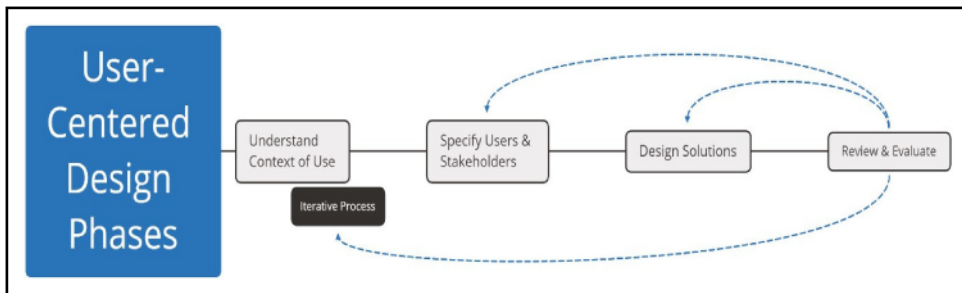 User-
Centered
Design
Phases
Understand
Context of Use
Iterative Process
Specify Users &
Stakeholders
Design Solutions
Review & Evaluate